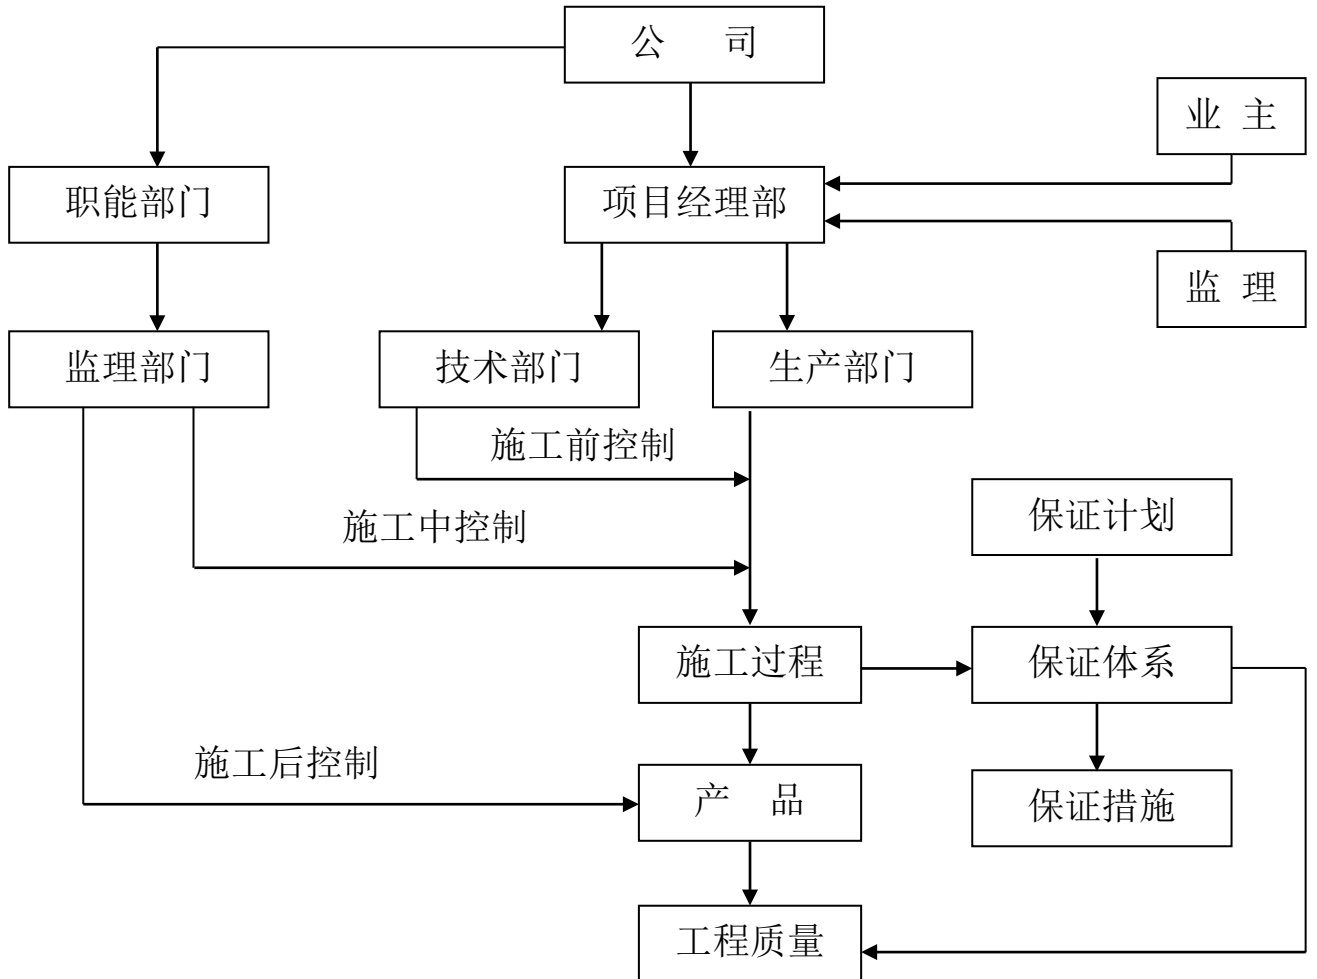 公 司
业 主
职能部门
项目经理部
监 理
监理部门
技术部门
生产部门
施工前控制
保证计划
施工中控制
施工过程
保证体系
施工后控制
产 品
保证措施
工程质量